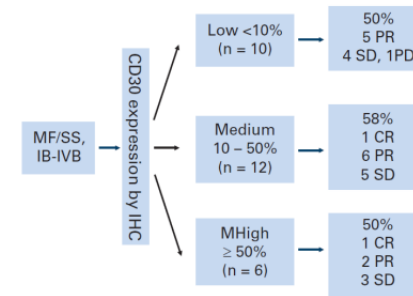 MF/SS,
IB-IVB
CD30 expression by IHC
Low <10%
(n = 10)
50%
5 PR
4 SD, 1PD
Medium
10 – 50%
(n = 12)
58%
1 CR
6 PR
5 SD
MHigh
≥ 50%
(n = 6)
50%
1 CR
2 PR
3 SD